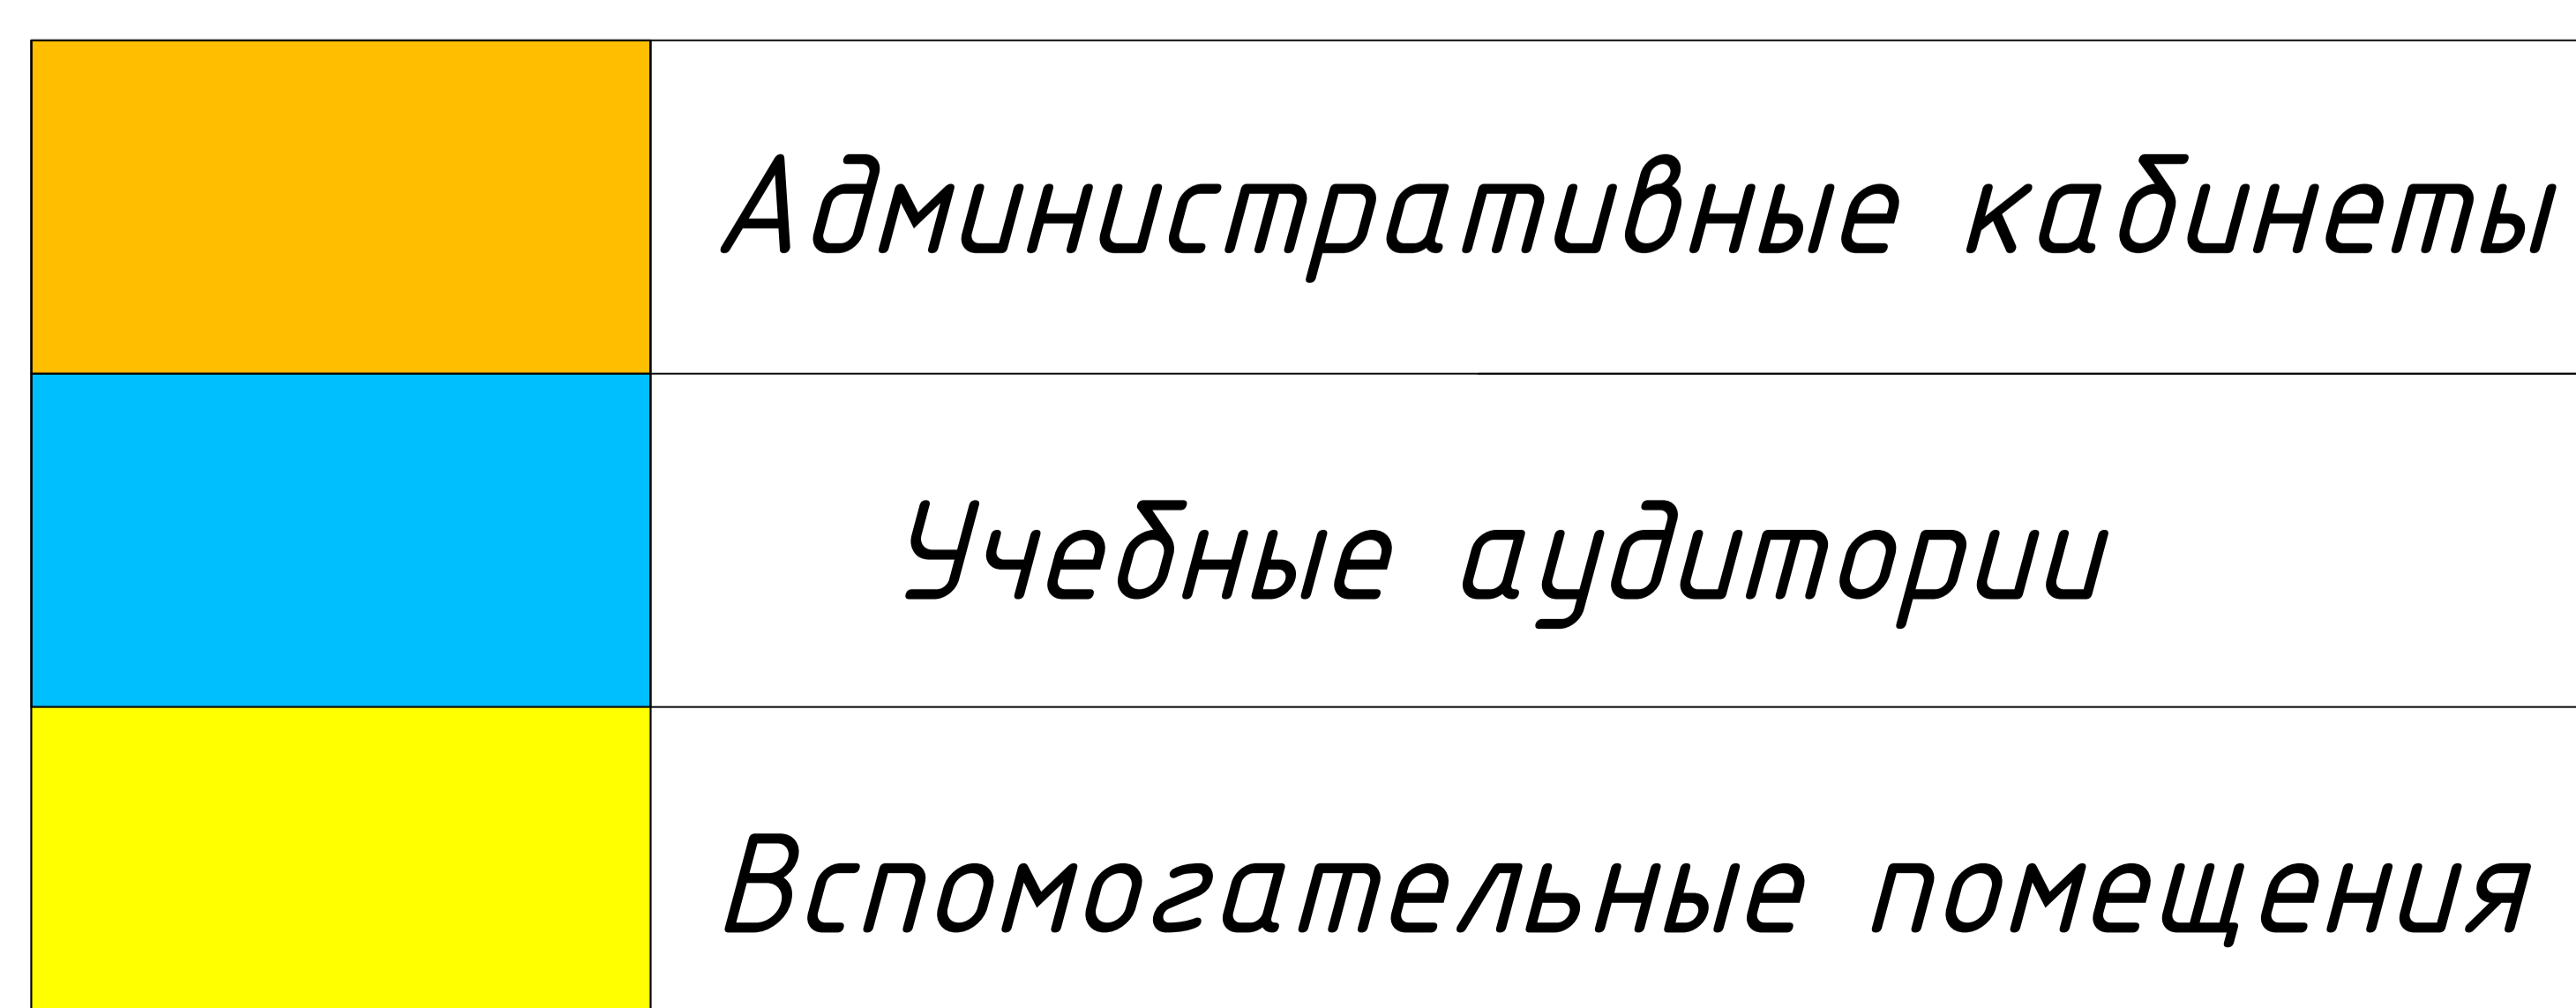 Административные кабинеты
Учебные аудитории
Вспомогательные помещения